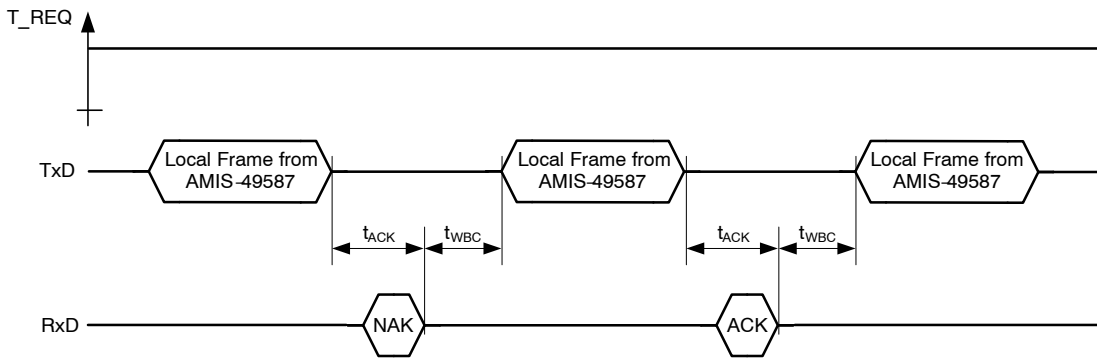 T_REQ
TxD
Local Frame from
AMIS-49587
Local Frame from
AMIS-49587
Local Frame from
AMIS-49587
tACK
tWBC
tACK
tWBC
RxD
NAK
ACK